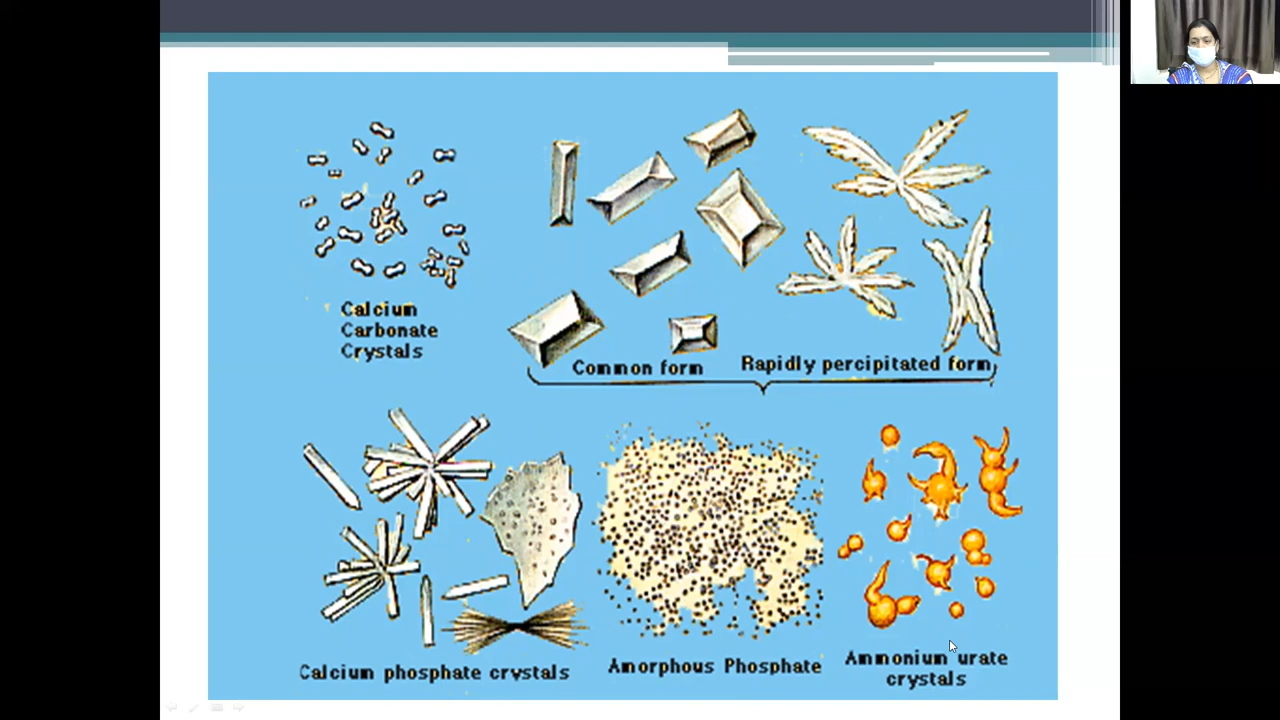 Calcium
Carbonate
Crystals
Common form
Rapidly percipitated form
Calcium phosphate crystals
Amorphous Phosphate
Ammonium urate
crystals